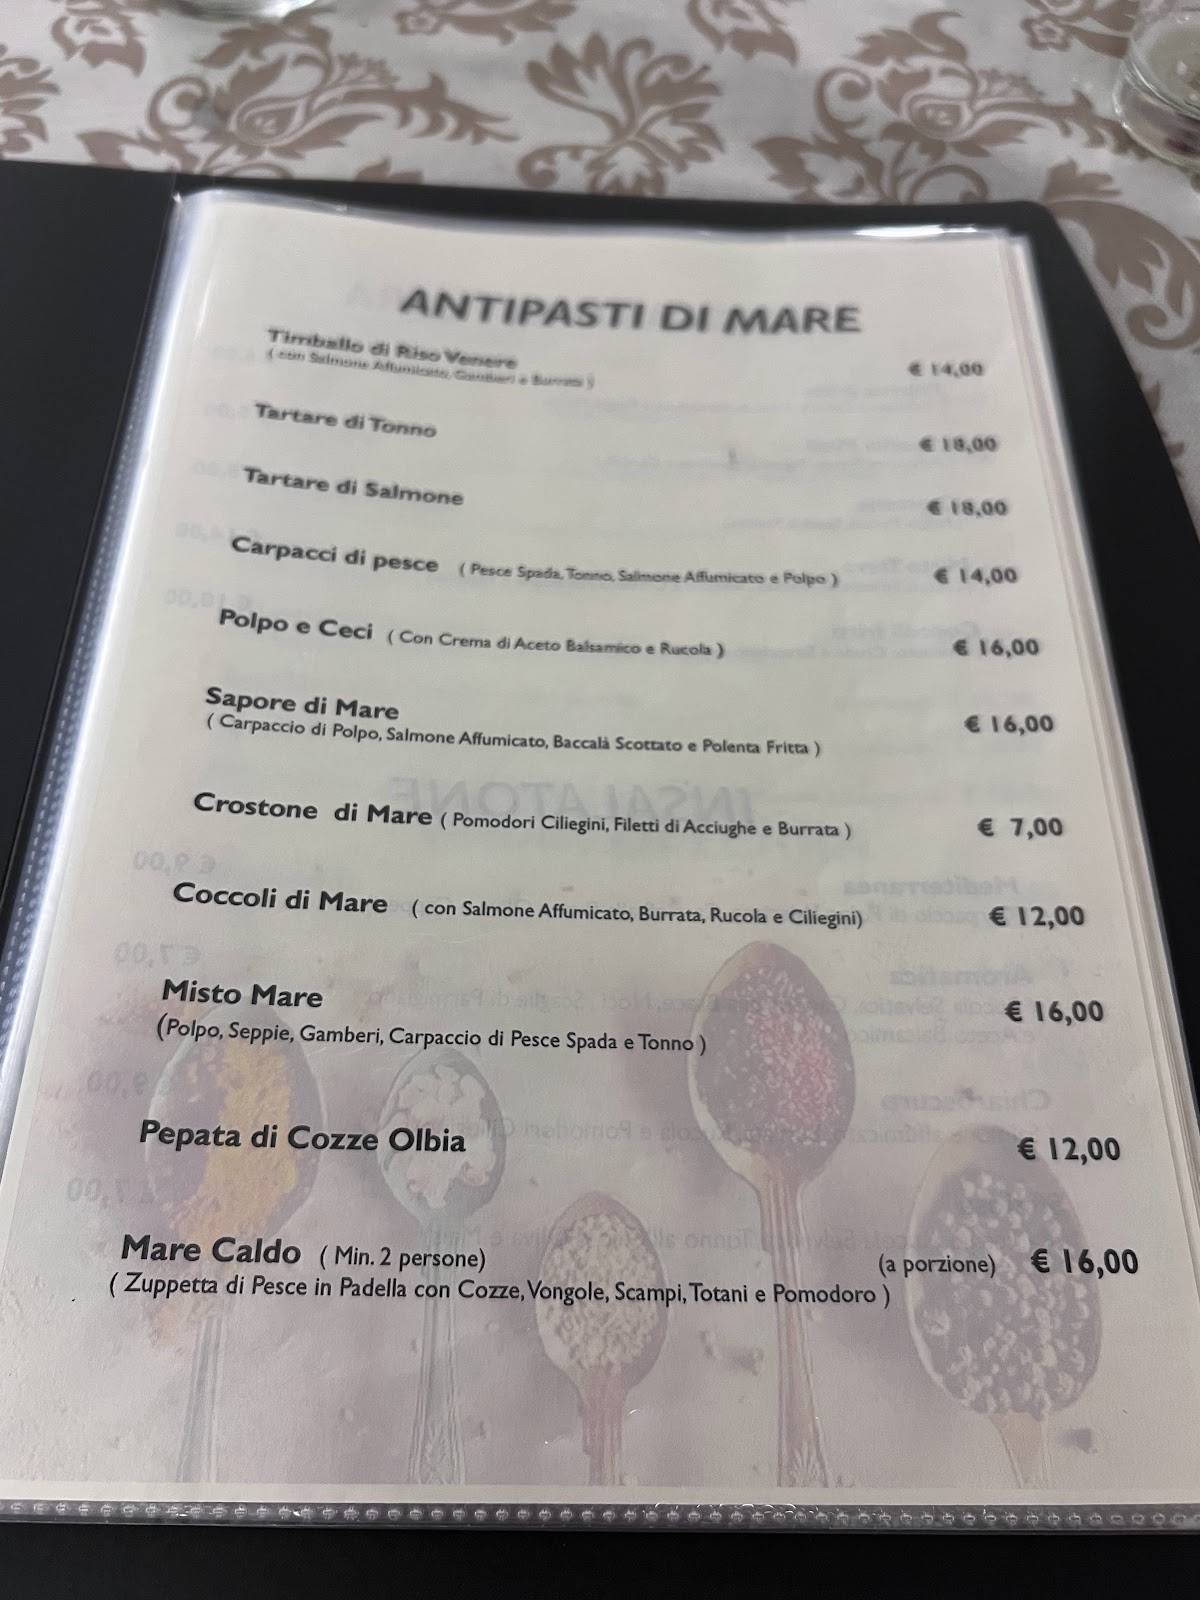 ANTIPASTI DI MARE
Timballo di Riso Venere
( con Salmone Affumicato, Gamberi e Burrata ) € 14,00
Tartare di Tonno € 18,00
Tartare di Salmone € 18,00
Carpacci di pesce ( Pesce Spada, Tonno, Salmone Affumicato e Polpo ) € 14,00
Polpo e Ceci ( Con Crema di Aceto Balsamico e Rucola ) € 16,00
Sapore di Mare € 16,00
( Carpaccio di Polpo, Salmone Affumicato, Baccalà Scottato e Polenta Fritta )
Crostone di Mare ( Pomodori Ciliegini, Filetti di Acciughe e Burrata ) € 7,00
Coccoli di Mare ( con Salmone Affumicato, Burrata, Rucola e Ciliegini) € 12,00
Misto Mare € 16,00
(Polpo, Seppie, Gamberi, Carpaccio di Pesce Spada e Tonno )
Pepata di Cozze Olbia € 12,00
Mare Caldo ( Min. 2 persone) (a porzione) € 16,00
( Zuppetta di Pesce in Padella con Cozze, Vongole, Scampi, Totani e Pomodoro )